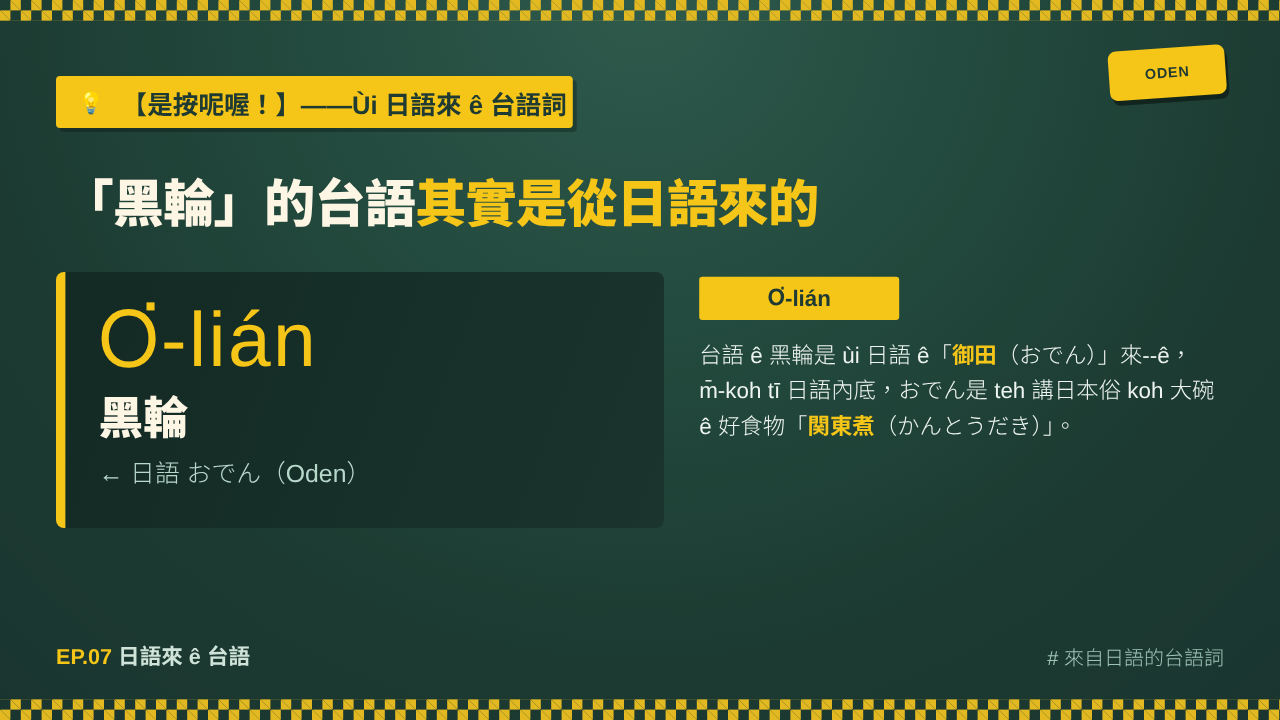 ODEN
💡 【是按呢喔！】——Ùi 日語來 ê 台語詞
「黑輪」的台語其實是從日語來的
O͘-lián
黑輪
← 日語 おでん（Oden）
O͘-lián
台語 ê 黑輪是 ùi 日語 ê「御田（おでん）」來--ê，
m̄-koh tī 日語內底，おでん是 teh 講日本俗 koh 大碗
ê 好食物「関東煮（かんとうだき）」。
EP.07 日語來 ê 台語
# 來自日語的台語詞